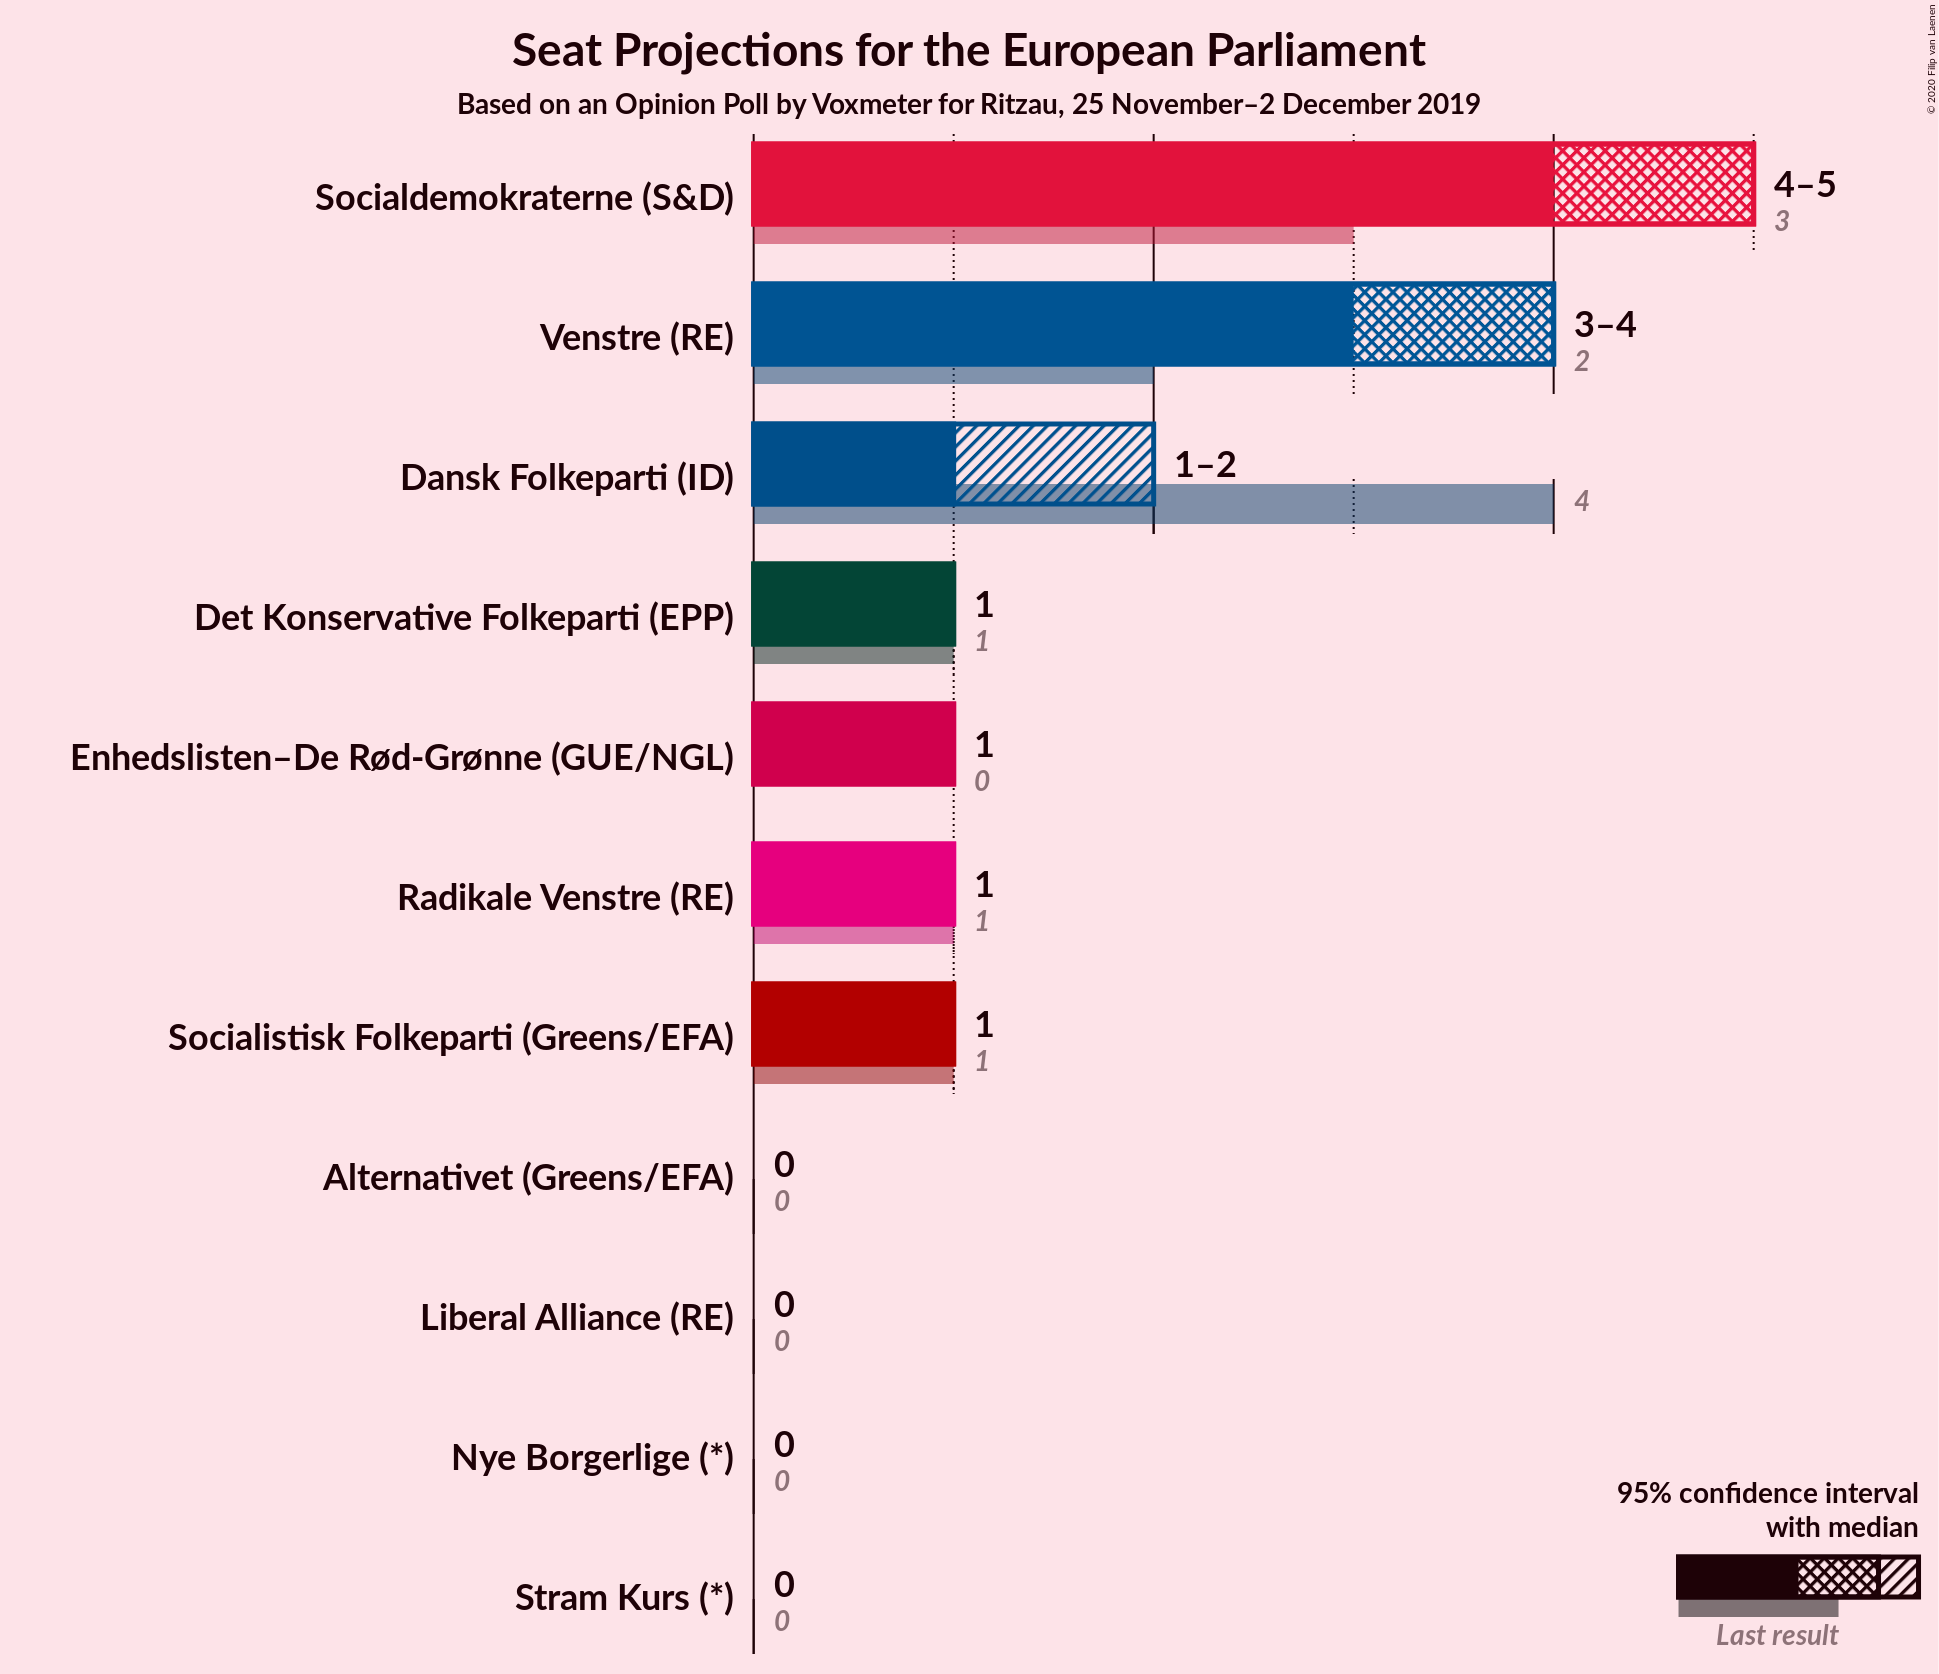 Seat Projections for the European Parliament
Based on an Opinion Poll by Voxmeter for Ritzau, 25 November–2 December 2019
© 2020 Filip van Laenen
Socialdemokraterne (S&D)
4–5
3
Venstre (RE)
3–4
2
Dansk Folkeparti (ID)
1–2
4
Det Konservative Folkeparti (EPP)
1
1
Enhedslisten–De Rød-Grønne (GUE/NGL)
1
0
Radikale Venstre (RE)
1
1
Socialistisk Folkeparti (Greens/EFA)
1
1
Alternativet (Greens/EFA)
0
0
Liberal Alliance (RE)
0
0
Nye Borgerlige (*)
0
0
Stram Kurs (*)
0
0
95% confidence interval
with median
Last result